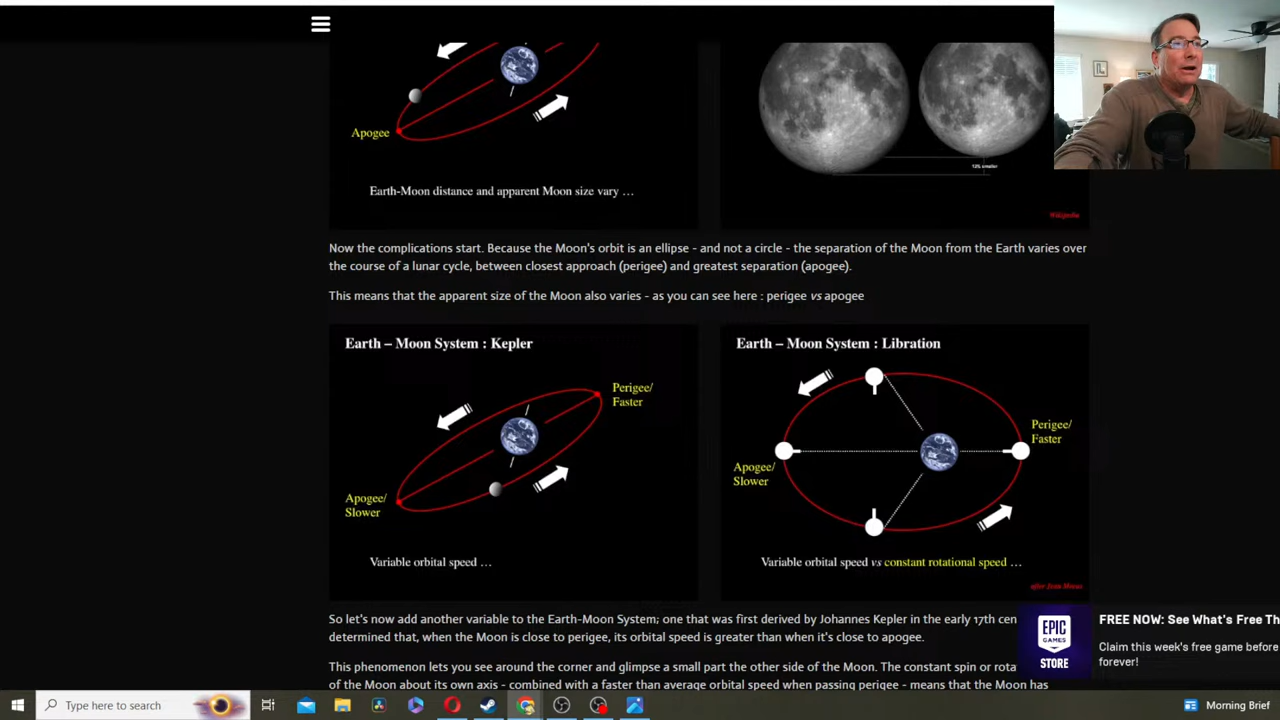 Apogee
Earth-Moon distance and apparent Moon size vary …
12% smaller
Wikipedia
Now the complications start. Because the Moon's orbit is an ellipse - and not a circle - the separation of the Moon from the Earth varies over
the course of a lunar cycle, between closest approach (perigee) and greatest separation (apogee).
This means that the apparent size of the Moon also varies - as you can see here : perigee vs apogee
Earth – Moon System : Kepler
Perigee/
Faster
Apogee/
Slower
Variable orbital speed …
Earth – Moon System : Libration
Perigee/
Faster
Apogee/
Slower
Variable orbital speed vs constant rotational speed …
after Jean Meeus
So let's now add another variable to the Earth-Moon System; one that was first derived by Johannes Kepler in the early 17th cen
determined that, when the Moon is close to perigee, its orbital speed is greater than when it's close to apogee.
This phenomenon lets you see around the corner and glimpse a small part the other side of the Moon. The constant spin or rota
of the Moon about its own axis - combined with a faster than average orbital speed when passing perigee - means that the Moon has
EPIC
GAMES
STORE
FREE NOW: See What's Free Th
Claim this week's free game before
forever!
Type here to search
Morning Brief